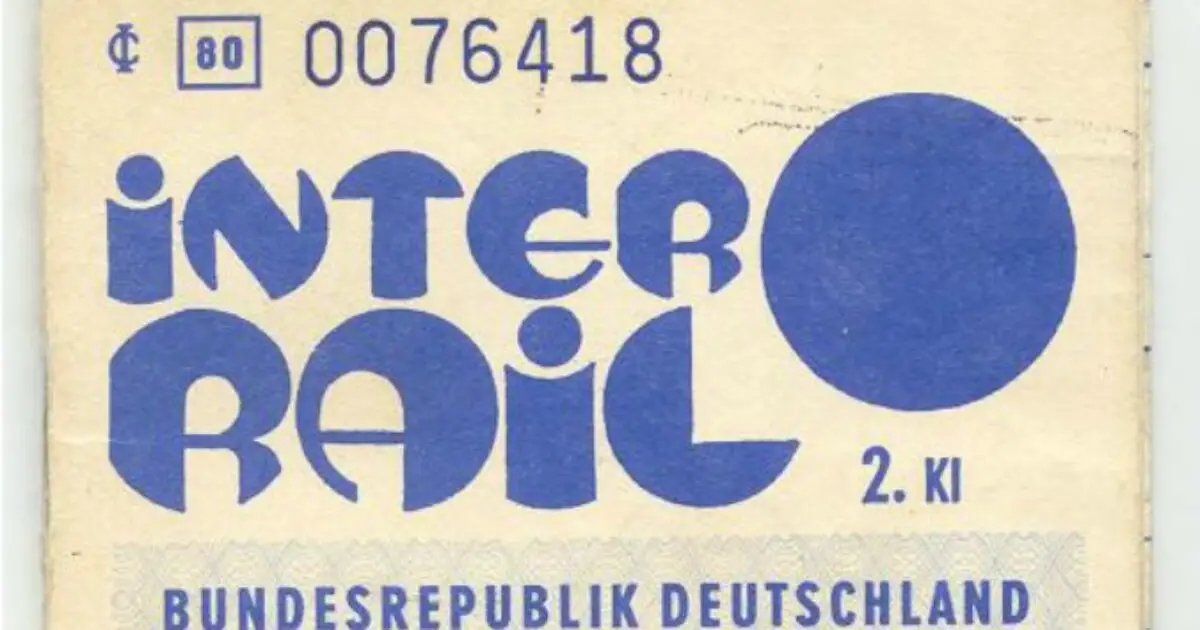 80 0076418
iNTER
RAiL
2. Kl
BUNDESREPUBLIK DEUTSCHLAND